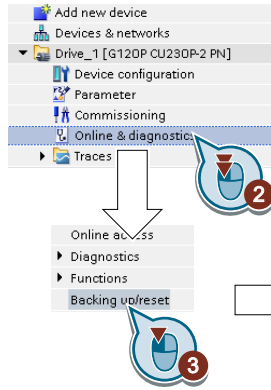 Add new device
Devices & networks
Drive_1 [G120P CU230P-2 PN]
Device configuration
Parameter
Commissioning
Online & diagnostics
Traces
2
Online access
Diagnostics
Functions
Backing up/reset
3